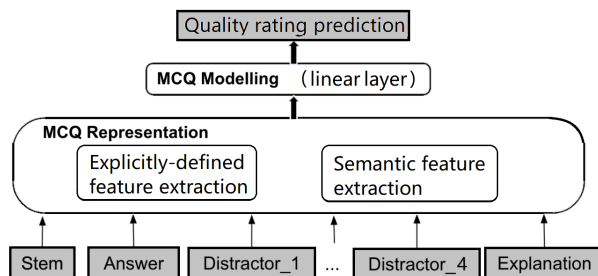 Quality rating prediction
MCQ Modelling （linear layer）
MCQ Representation
Explicitly-defined
feature extraction
Semantic feature
extraction
Stem Answer Distractor_1 ... Distractor_4 Explanation